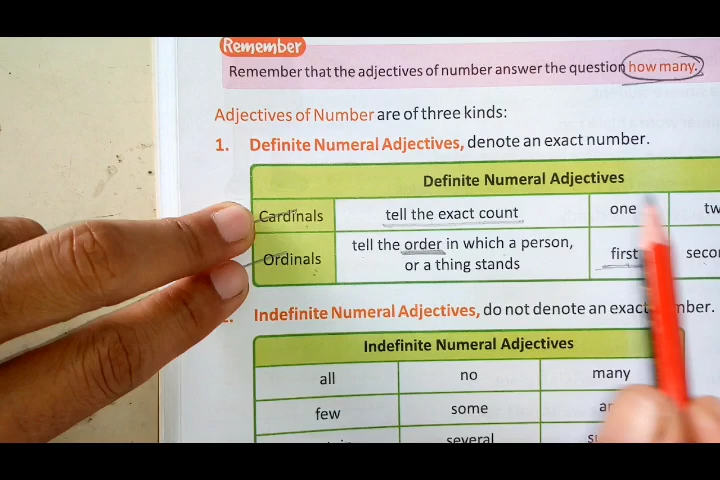 Remember
Remember that the adjectives of number answer the question how many.
Adjectives of Number are of three kinds:
1. Definite Numeral Adjectives, denote an exact number.
Definite Numeral Adjectives
Cardinals tell the exact count one
tell the order in which a person,
Ordinals first
or a thing stands
Indefinite Numeral Adjectives, do not denote an exact
Indefinite Numeral Adjectives
all no many
few some
several